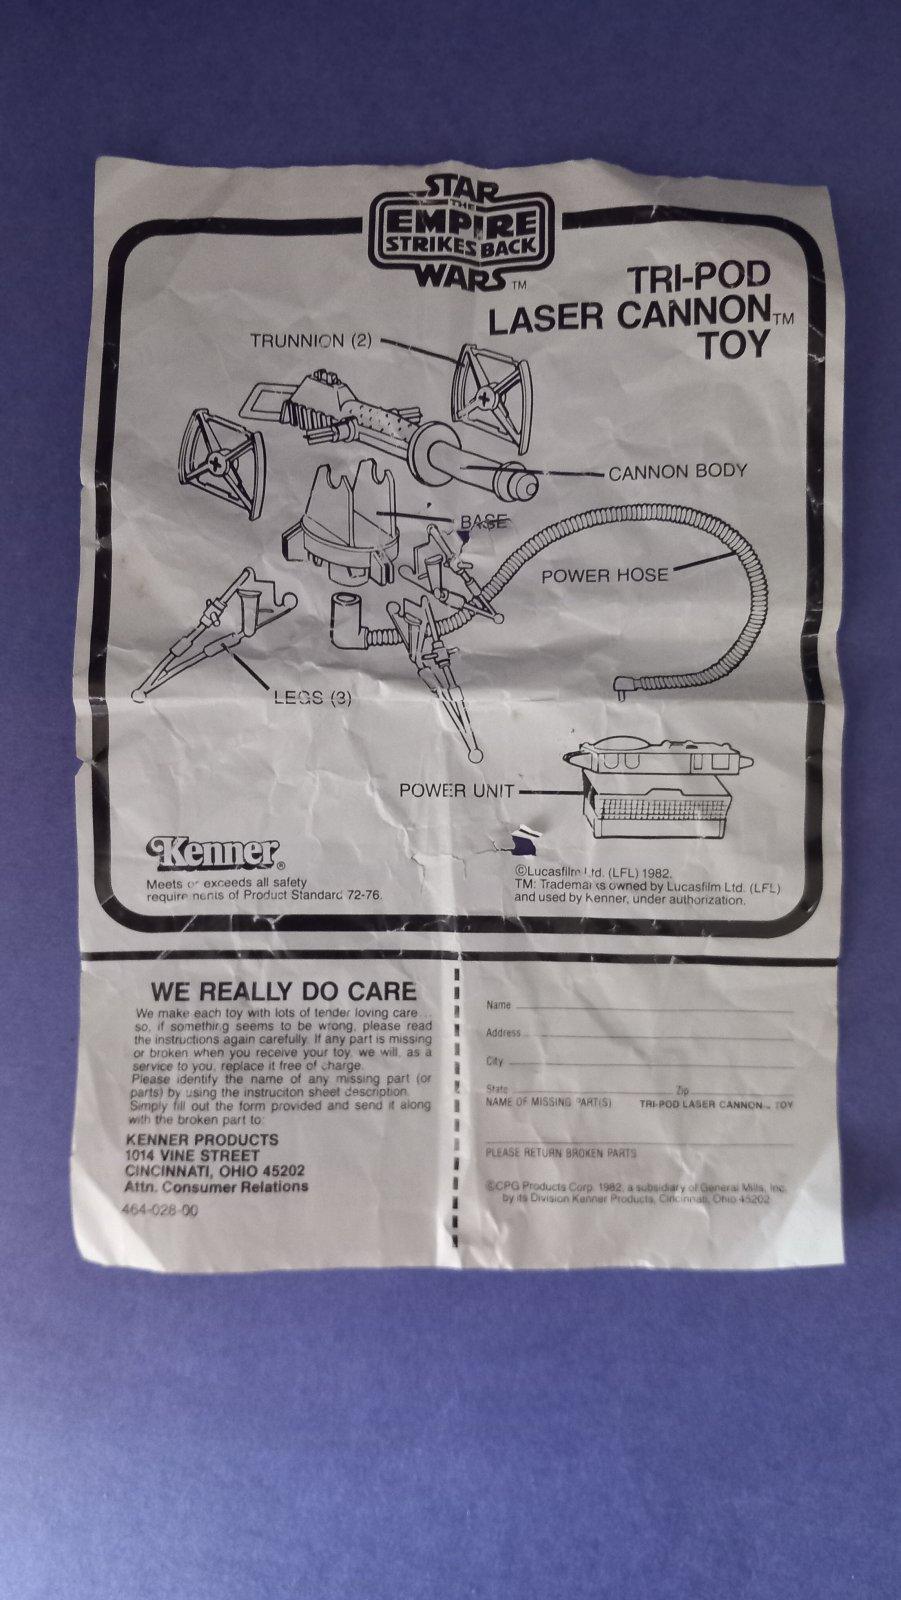 STAR
THE
EMPIRE
STRIKES BACK
WARS TM
TRI-POD
LASER CANNON TM
TOY
TRUNNION (2)
CANNON BODY
BASE
POWER HOSE
LEGS (3)
POWER UNIT
Kenner®
Meets or exceeds all safety
requirements of Product Standard 72-76.
©Lucasfilm Ltd. (LFL) 1982.
TM: Trademarks owned by Lucasfilm Ltd. (LFL)
and used by Kenner, under authorization.
WE REALLY DO CARE
We make each toy with lots of tender loving care...
so, if something seems to be wrong, please read
the instructions again carefully. If any part is missing
or broken when you receive your toy, we will, as a
service to you, replace it free of charge.
Please identify the name of any missing part (or
parts) by using the instruciton sheet description.
Simply fill out the form provided and send it along
with the broken part to:
KENNER PRODUCTS
1014 VINE STREET
CINCINNATI, OHIO 45202
Attn. Consumer Relations
464-028-00
Name
Address
City
State Zip
NAME OF MISSING PART(S) TRI-POD LASER CANNON TM TOY
PLEASE RETURN BROKEN PARTS
©CPG Products Corp. 1982, a subsidiary of General Mills, Inc.
by its Division Kenner Products, Cincinnati, Ohio 45202